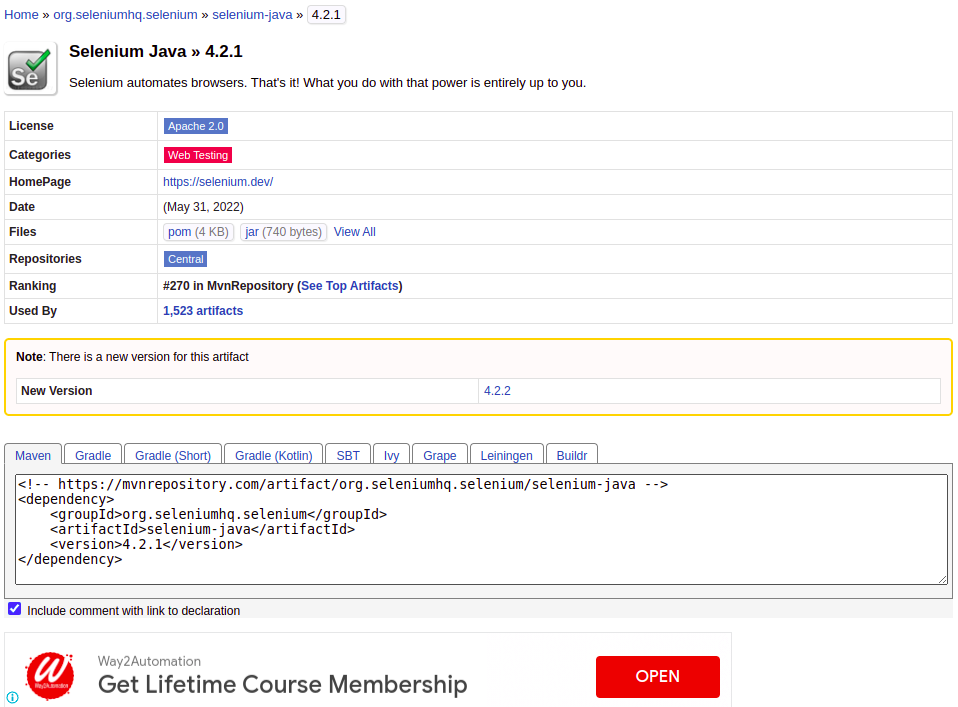 Home » org.seleniumhq.selenium » selenium-java » 4.2.1
Se
Selenium Java » 4.2.1
Selenium automates browsers. That's it! What you do with that power is entirely up to you.
License Apache 2.0
Categories Web Testing
HomePage https://selenium.dev/
Date (May 31, 2022)
Files pom (4 KB) jar (740 bytes) View All
Repositories Central
Ranking #270 in MvnRepository (See Top Artifacts)
Used By 1,523 artifacts
Note: There is a new version for this artifact
New Version 4.2.2
Maven Gradle Gradle (Short) Gradle (Kotlin) SBT Ivy Grape Leiningen Buildr
<!-- https://mvnrepository.com/artifact/org.seleniumhq.selenium/selenium-java -->
<dependency>
    <groupId>org.seleniumhq.selenium</groupId>
    <artifactId>selenium-java</artifactId>
    <version>4.2.1</version>
</dependency>
Include comment with link to declaration
W
Way2Automation
Way2Automation
Get Lifetime Course Membership
OPEN